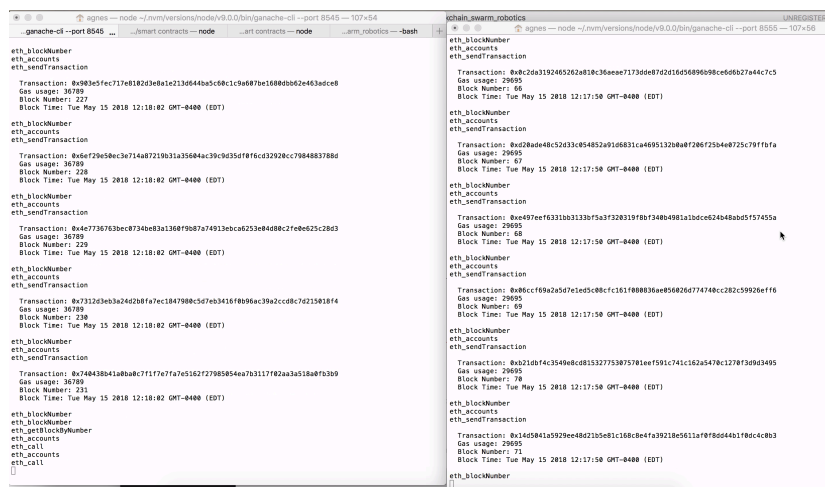 agnes — node ~/.nvm/versions/node/v9.0.0/bin/ganache-cli --port 8545 — 107×54
...ganache-cli --port 8545 ... .../smart contracts — node ...art contracts — node ...arm_robotics — -bash +
eth_blockNumber
eth_accounts
eth_sendTransaction
Transaction: 0x903e5fec717e8102d3e8a1e213d644ba5c60c1c9a607be1680dbb62e463adce8
Gas usage: 36789
Block Number: 227
Block Time: Tue May 15 2018 12:18:02 GMT-0400 (EDT)
eth_blockNumber
eth_accounts
eth_sendTransaction
Transaction: 0x6ef29e50ec3e714a87219b31a35604ac39c9d35df0f6cd32920cc7984883788d
Gas usage: 36789
Block Number: 228
Block Time: Tue May 15 2018 12:18:02 GMT-0400 (EDT)
eth_blockNumber
eth_accounts
eth_sendTransaction
Transaction: 0x4e7736763bec0734be83a1360f9b87a74913ebca6253e04d80c2fe0e625c28d3
Gas usage: 36789
Block Number: 229
Block Time: Tue May 15 2018 12:18:02 GMT-0400 (EDT)
eth_blockNumber
eth_accounts
eth_sendTransaction
Transaction: 0x7312d3eb3a24d2b8fa7ec1847980c5d7eb3416f0b96ac39a2ccd8c7d215018f4
Gas usage: 36789
Block Number: 230
Block Time: Tue May 15 2018 12:18:02 GMT-0400 (EDT)
eth_blockNumber
eth_accounts
eth_sendTransaction
Transaction: 0x740438b41a0ba0c7f1f7e7fa7e5162f27985054ea7b3117f02aa3a518a0fb3b9
Gas usage: 36789
Block Number: 231
Block Time: Tue May 15 2018 12:18:02 GMT-0400 (EDT)
eth_blockNumber
eth_blockNumber
eth_getBlockByNumber
eth_accounts
eth_call
eth_accounts
eth_call
kchain_swarm_robotics UNREGISTER
agnes — node ~/.nvm/versions/node/v9.0.0/bin/ganache-cli --port 8555 — 107×56
eth_blockNumber
eth_accounts
eth_sendTransaction
Transaction: 0x0c2da3192465262a810c36aeae7173dde87d2d16d56896b98ce6d6b27a44c7c5
Gas usage: 29695
Block Number: 66
Block Time: Tue May 15 2018 12:17:50 GMT-0400 (EDT)
eth_blockNumber
eth_accounts
eth_sendTransaction
Transaction: 0xd20ade48c52d33c054852a91d6831ca4695132b0a0f206f25b4e0725c79ffbfa
Gas usage: 29695
Block Number: 67
Block Time: Tue May 15 2018 12:17:50 GMT-0400 (EDT)
eth_blockNumber
eth_accounts
eth_sendTransaction
Transaction: 0xe497eef6331bb3133bf5a3f320319f8bf340b4981a1bdce624b48abd5f57455a
Gas usage: 29695
Block Number: 68
Block Time: Tue May 15 2018 12:17:50 GMT-0400 (EDT)
eth_blockNumber
eth_accounts
eth_sendTransaction
Transaction: 0x06ccf69a2a5d7e1ed5c08cfc161f080836ae056026d774740cc282c59926eff6
Gas usage: 29695
Block Number: 69
Block Time: Tue May 15 2018 12:17:50 GMT-0400 (EDT)
eth_blockNumber
eth_accounts
eth_sendTransaction
Transaction: 0xb21dbf4c3549e8cd815327753075701eef591c741c162a5470c1270f3d9d3495
Gas usage: 29695
Block Number: 70
Block Time: Tue May 15 2018 12:17:50 GMT-0400 (EDT)
eth_blockNumber
eth_accounts
eth_sendTransaction
Transaction: 0x14d5041a5929ee48d21b5e81c168c8e4fa39218e5611af0f8dd44b1f0dc4c0b3
Gas usage: 29695
Block Number: 71
Block Time: Tue May 15 2018 12:17:50 GMT-0400 (EDT)
eth_blockNumber